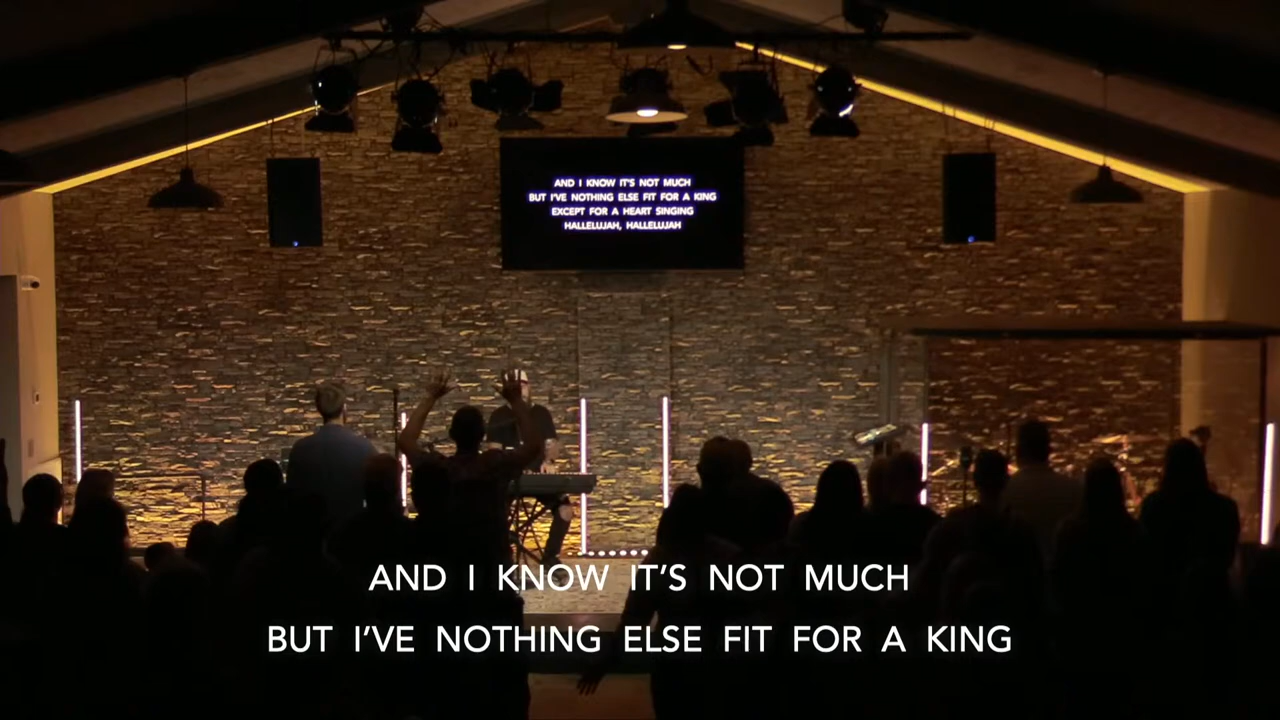 AND I KNOW IT'S NOT MUCH
BUT I'VE NOTHING ELSE FIT FOR A KING
EXCEPT FOR A HEART SINGING
HALLELUJAH, HALLELUJAH
AND I KNOW IT'S NOT MUCH
BUT I'VE NOTHING ELSE FIT FOR A KING